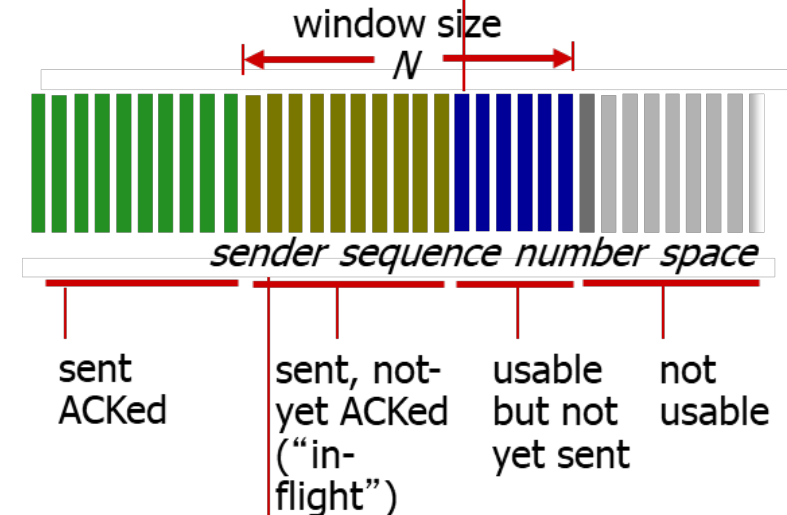 window size
N
sender sequence number space
sent
ACKed
sent, not-
yet ACKed
(“in-
flight”)
usable
but not
yet sent
not
usable